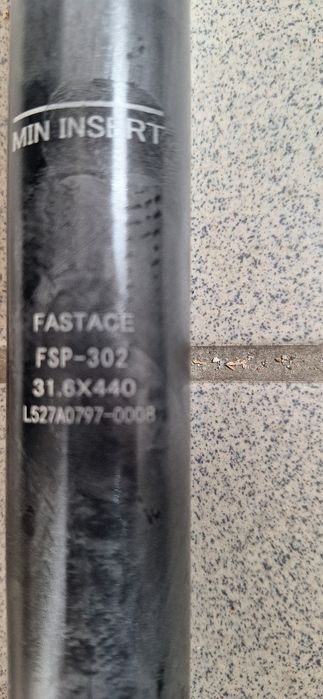 MIN INSERT
FASTACE
FSP-302
31.6X440
L527A0797-0008